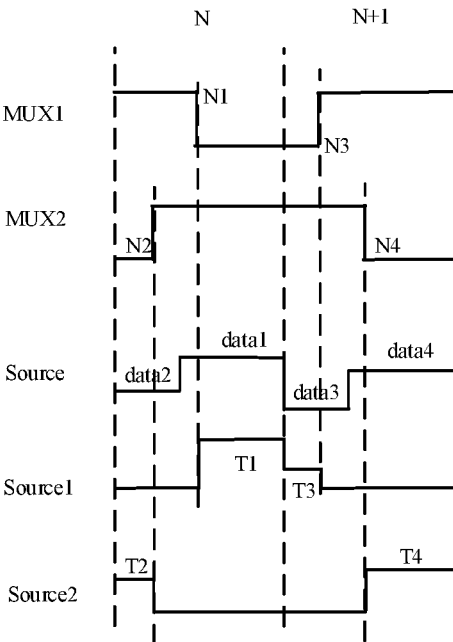 N N+1
MUX1 N1 N3
MUX2 N2 N4
Source data2 data1 data3 data4
Source1 T1 T3
Source2 T2 T4